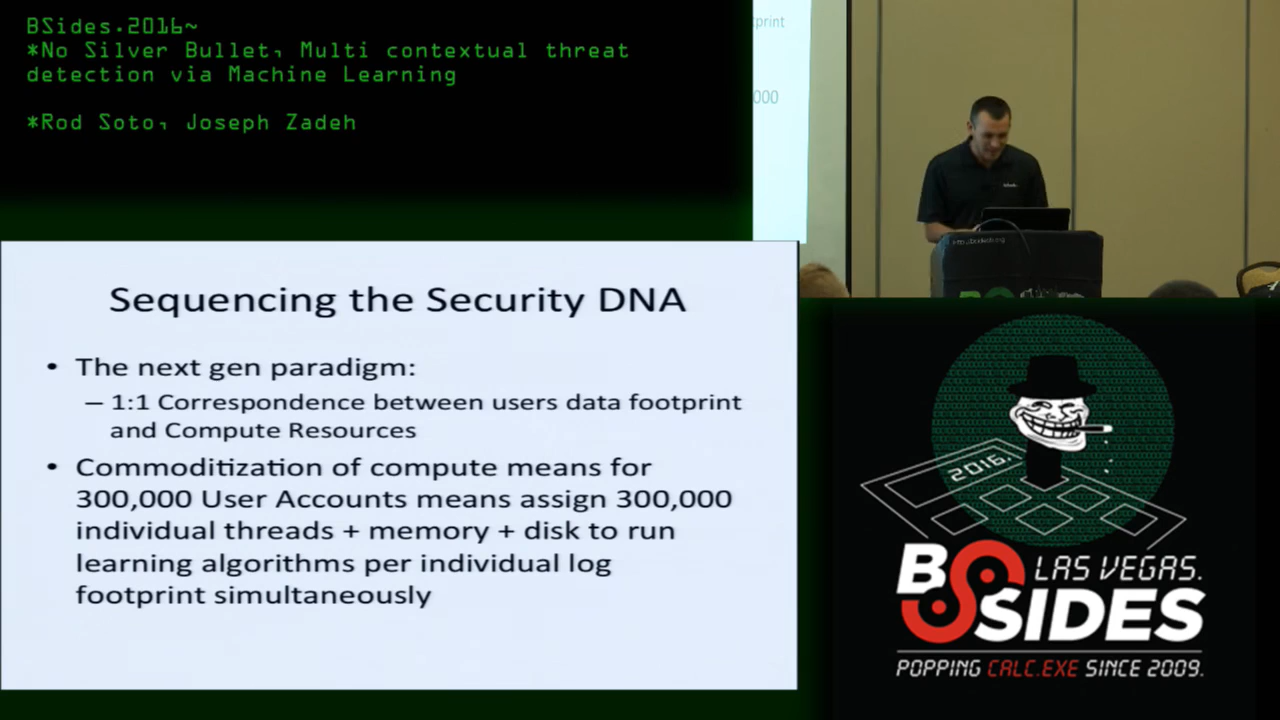 BSides.2016~
*No Silver Bullet, Multi contextual threat
detection via Machine Learning
*Rod Soto, Joseph Zadeh
print
000
Sequencing the Security DNA
• The next gen paradigm:
– 1:1 Correspondence between users data footprint
and Compute Resources
• Commoditization of compute means for
300,000 User Accounts means assign 300,000
individual threads + memory + disk to run
learning algorithms per individual log
footprint simultaneously
2016.
BSIDES
LAS VEGAS.
POPPING CALC.EXE SINCE 2009.